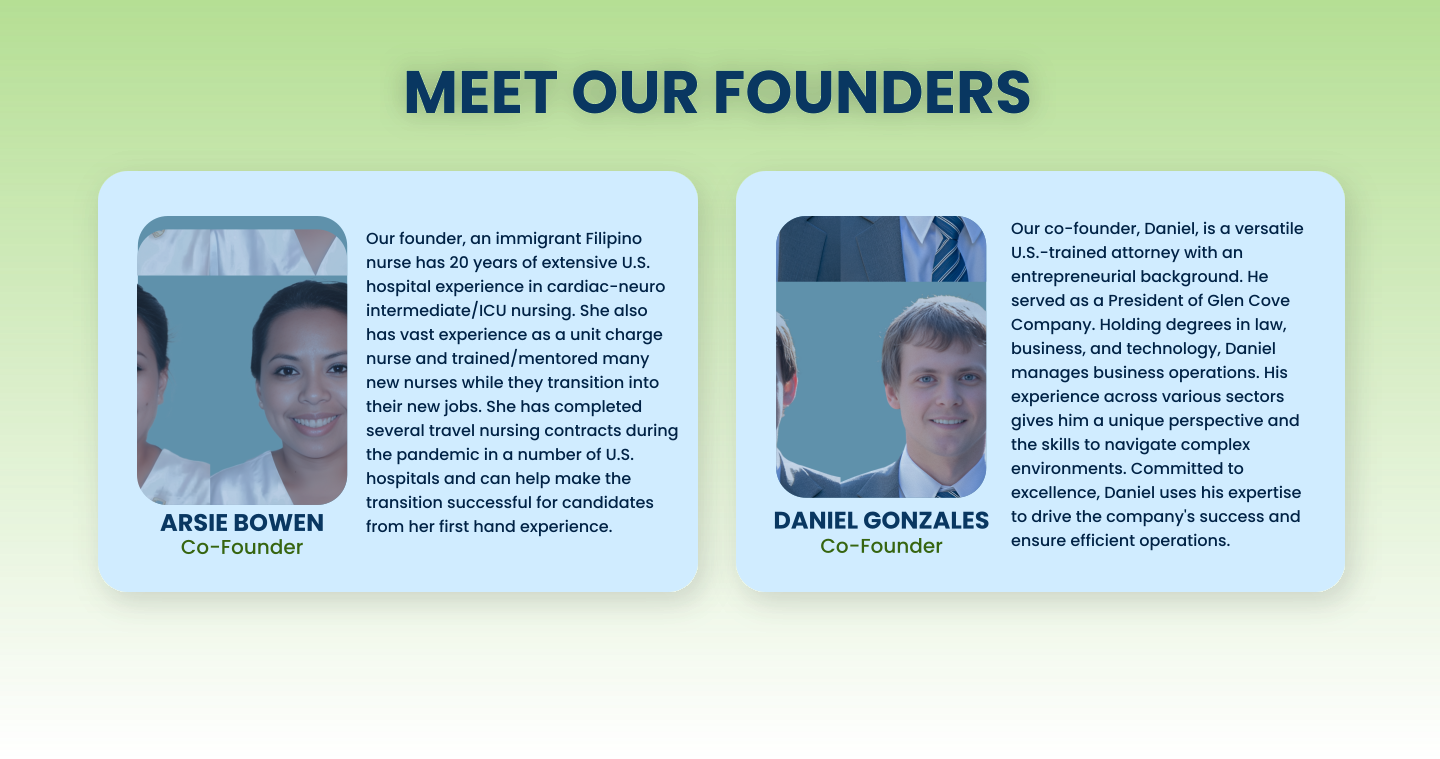 MEET OUR FOUNDERS
Our founder, an immigrant Filipino
nurse has 20 years of extensive U.S.
hospital experience in cardiac-neuro
intermediate/ICU nursing. She also
has vast experience as a unit charge
nurse and trained/mentored many
new nurses while they transition into
their new jobs. She has completed
several travel nursing contracts during
the pandemic in a number of U.S.
hospitals and can help make the
transition successful for candidates
from her first hand experience.
ARSIE BOWEN
Co-Founder
Our co-founder, Daniel, is a versatile
U.S.-trained attorney with an
entrepreneurial background. He
served as a President of Glen Cove
Company. Holding degrees in law,
business, and technology, Daniel
manages business operations. His
experience across various sectors
gives him a unique perspective and
the skills to navigate complex
environments. Committed to
excellence, Daniel uses his expertise
to drive the company's success and
ensure efficient operations.
DANIEL GONZALES
Co-Founder